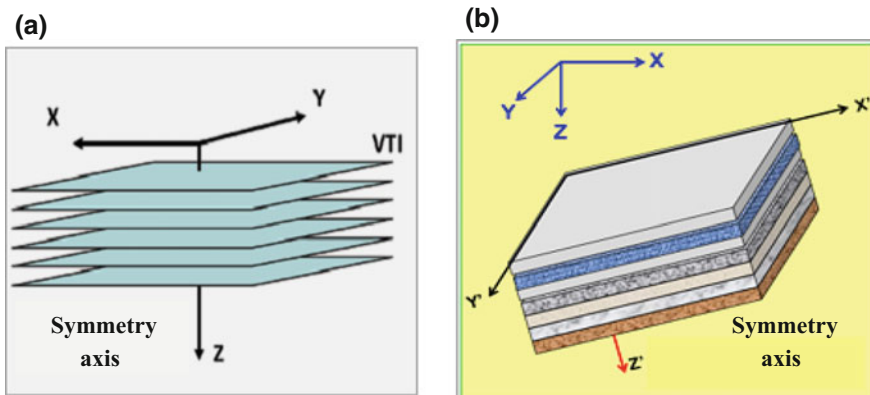 (a)
X
Y
VTI
Symmetry
axis
Z
(b)
X
Y
Z
X'
Y'
Z'
Symmetry
axis